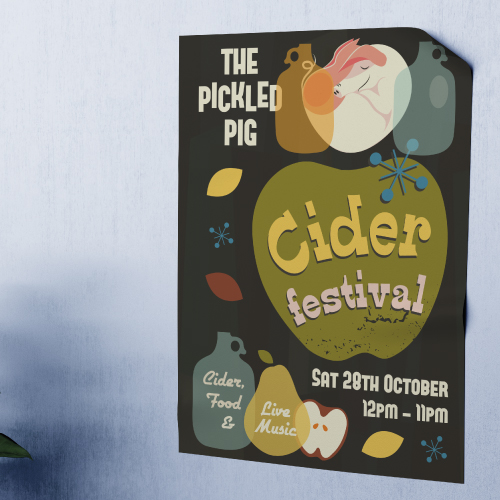 THE
PICKLED
PIG
Cider
festival
SAT 28TH OCTOBER
12PM – 11PM
Cider,
Food
&
Live
Music